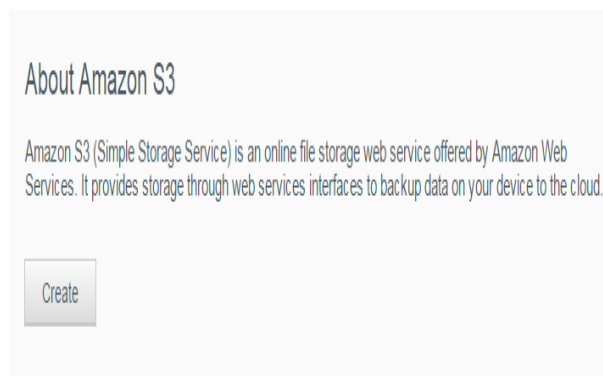 About Amazon S3
Amazon S3 (Simple Storage Service) is an online file storage web service offered by Amazon Web
Services. It provides storage through web services interfaces to backup data on your device to the cloud.
Create